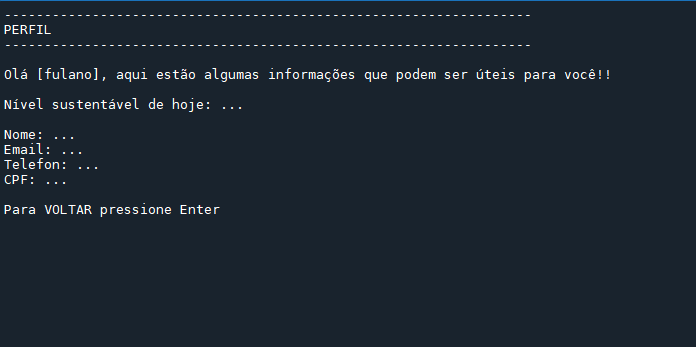 ------------------------------------------------------------------
PERFIL
------------------------------------------------------------------
Olá [fulano], aqui estão algumas informações que podem ser úteis para você!!
Nível sustentável de hoje: ...
Nome: ...
Email: ...
Telefon: ...
CPF: ...
Para VOLTAR pressione Enter